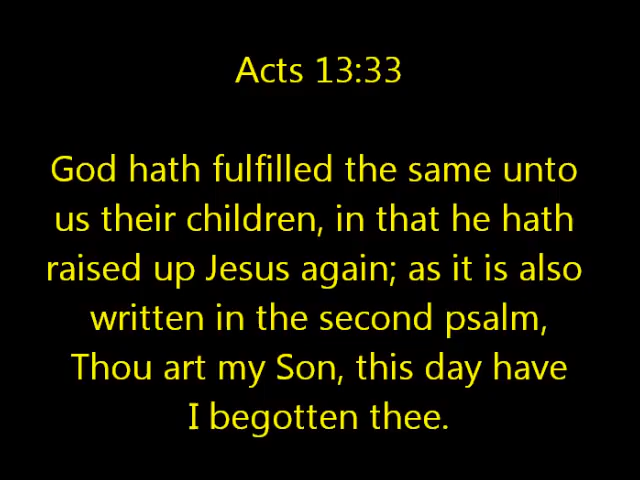 Acts 13:33
God hath fulfilled the same unto
us their children, in that he hath
raised up Jesus again; as it is also
written in the second psalm,
Thou art my Son, this day have
I begotten thee.